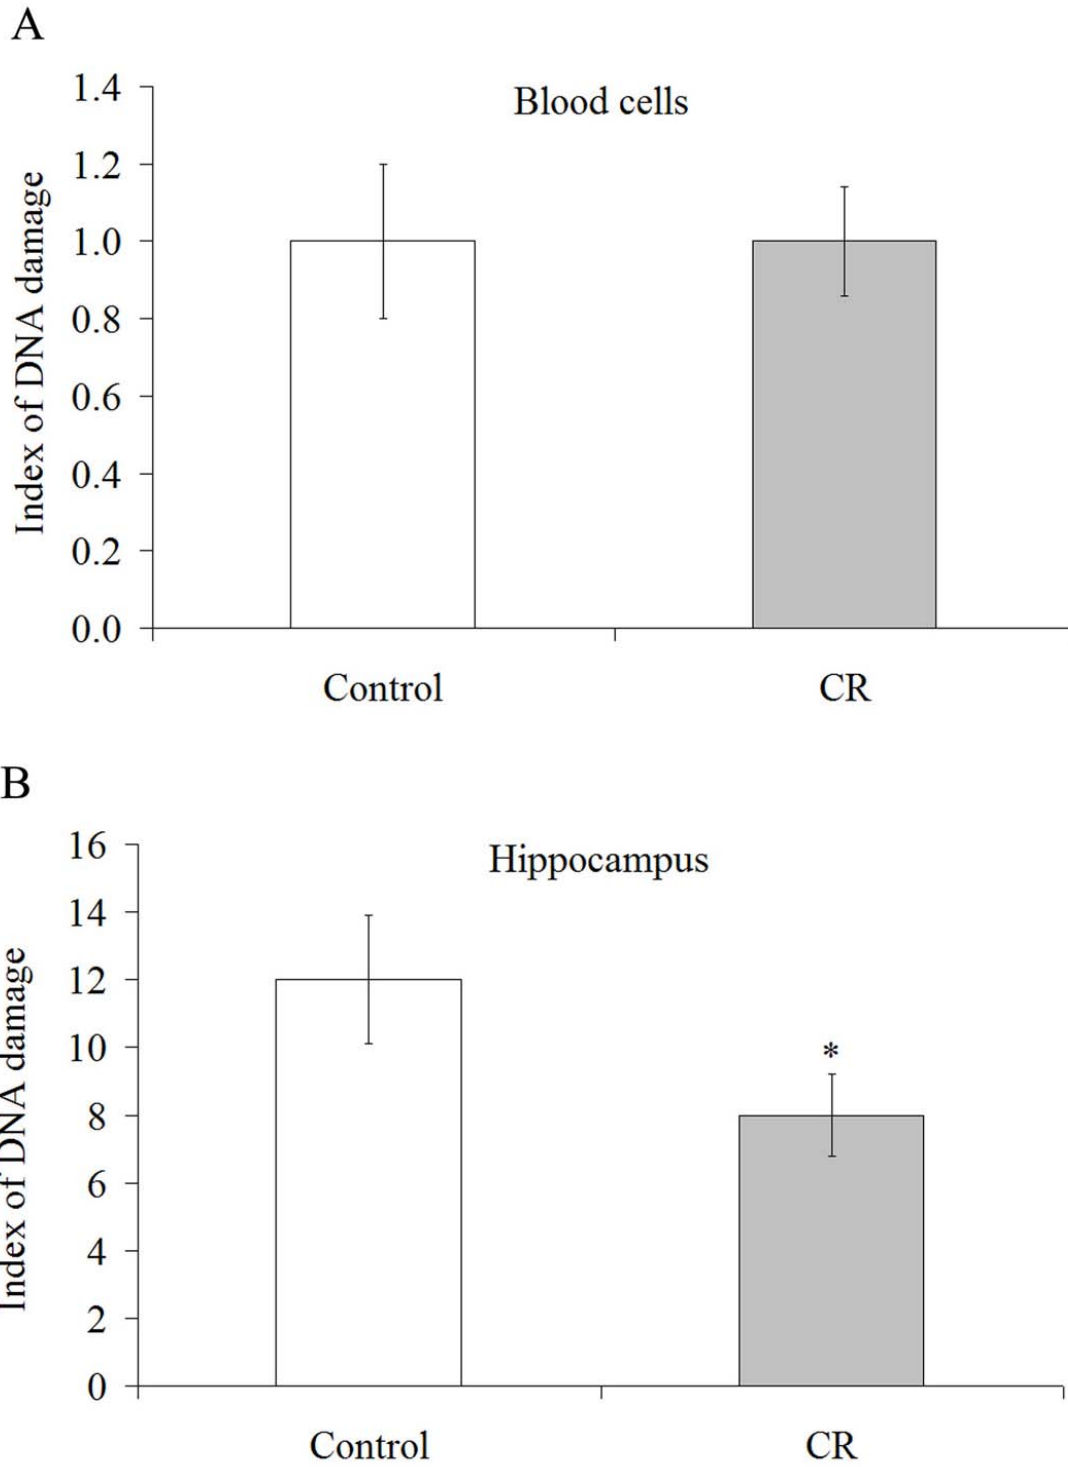 A
Blood cells
Index of DNA damage
1.4
1.2
1.0
0.8
0.6
0.4
0.2
0.0
Control CR
B
Hippocampus
Index of DNA damage
16
14
12
10
8
6
4
2
0
*
Control CR